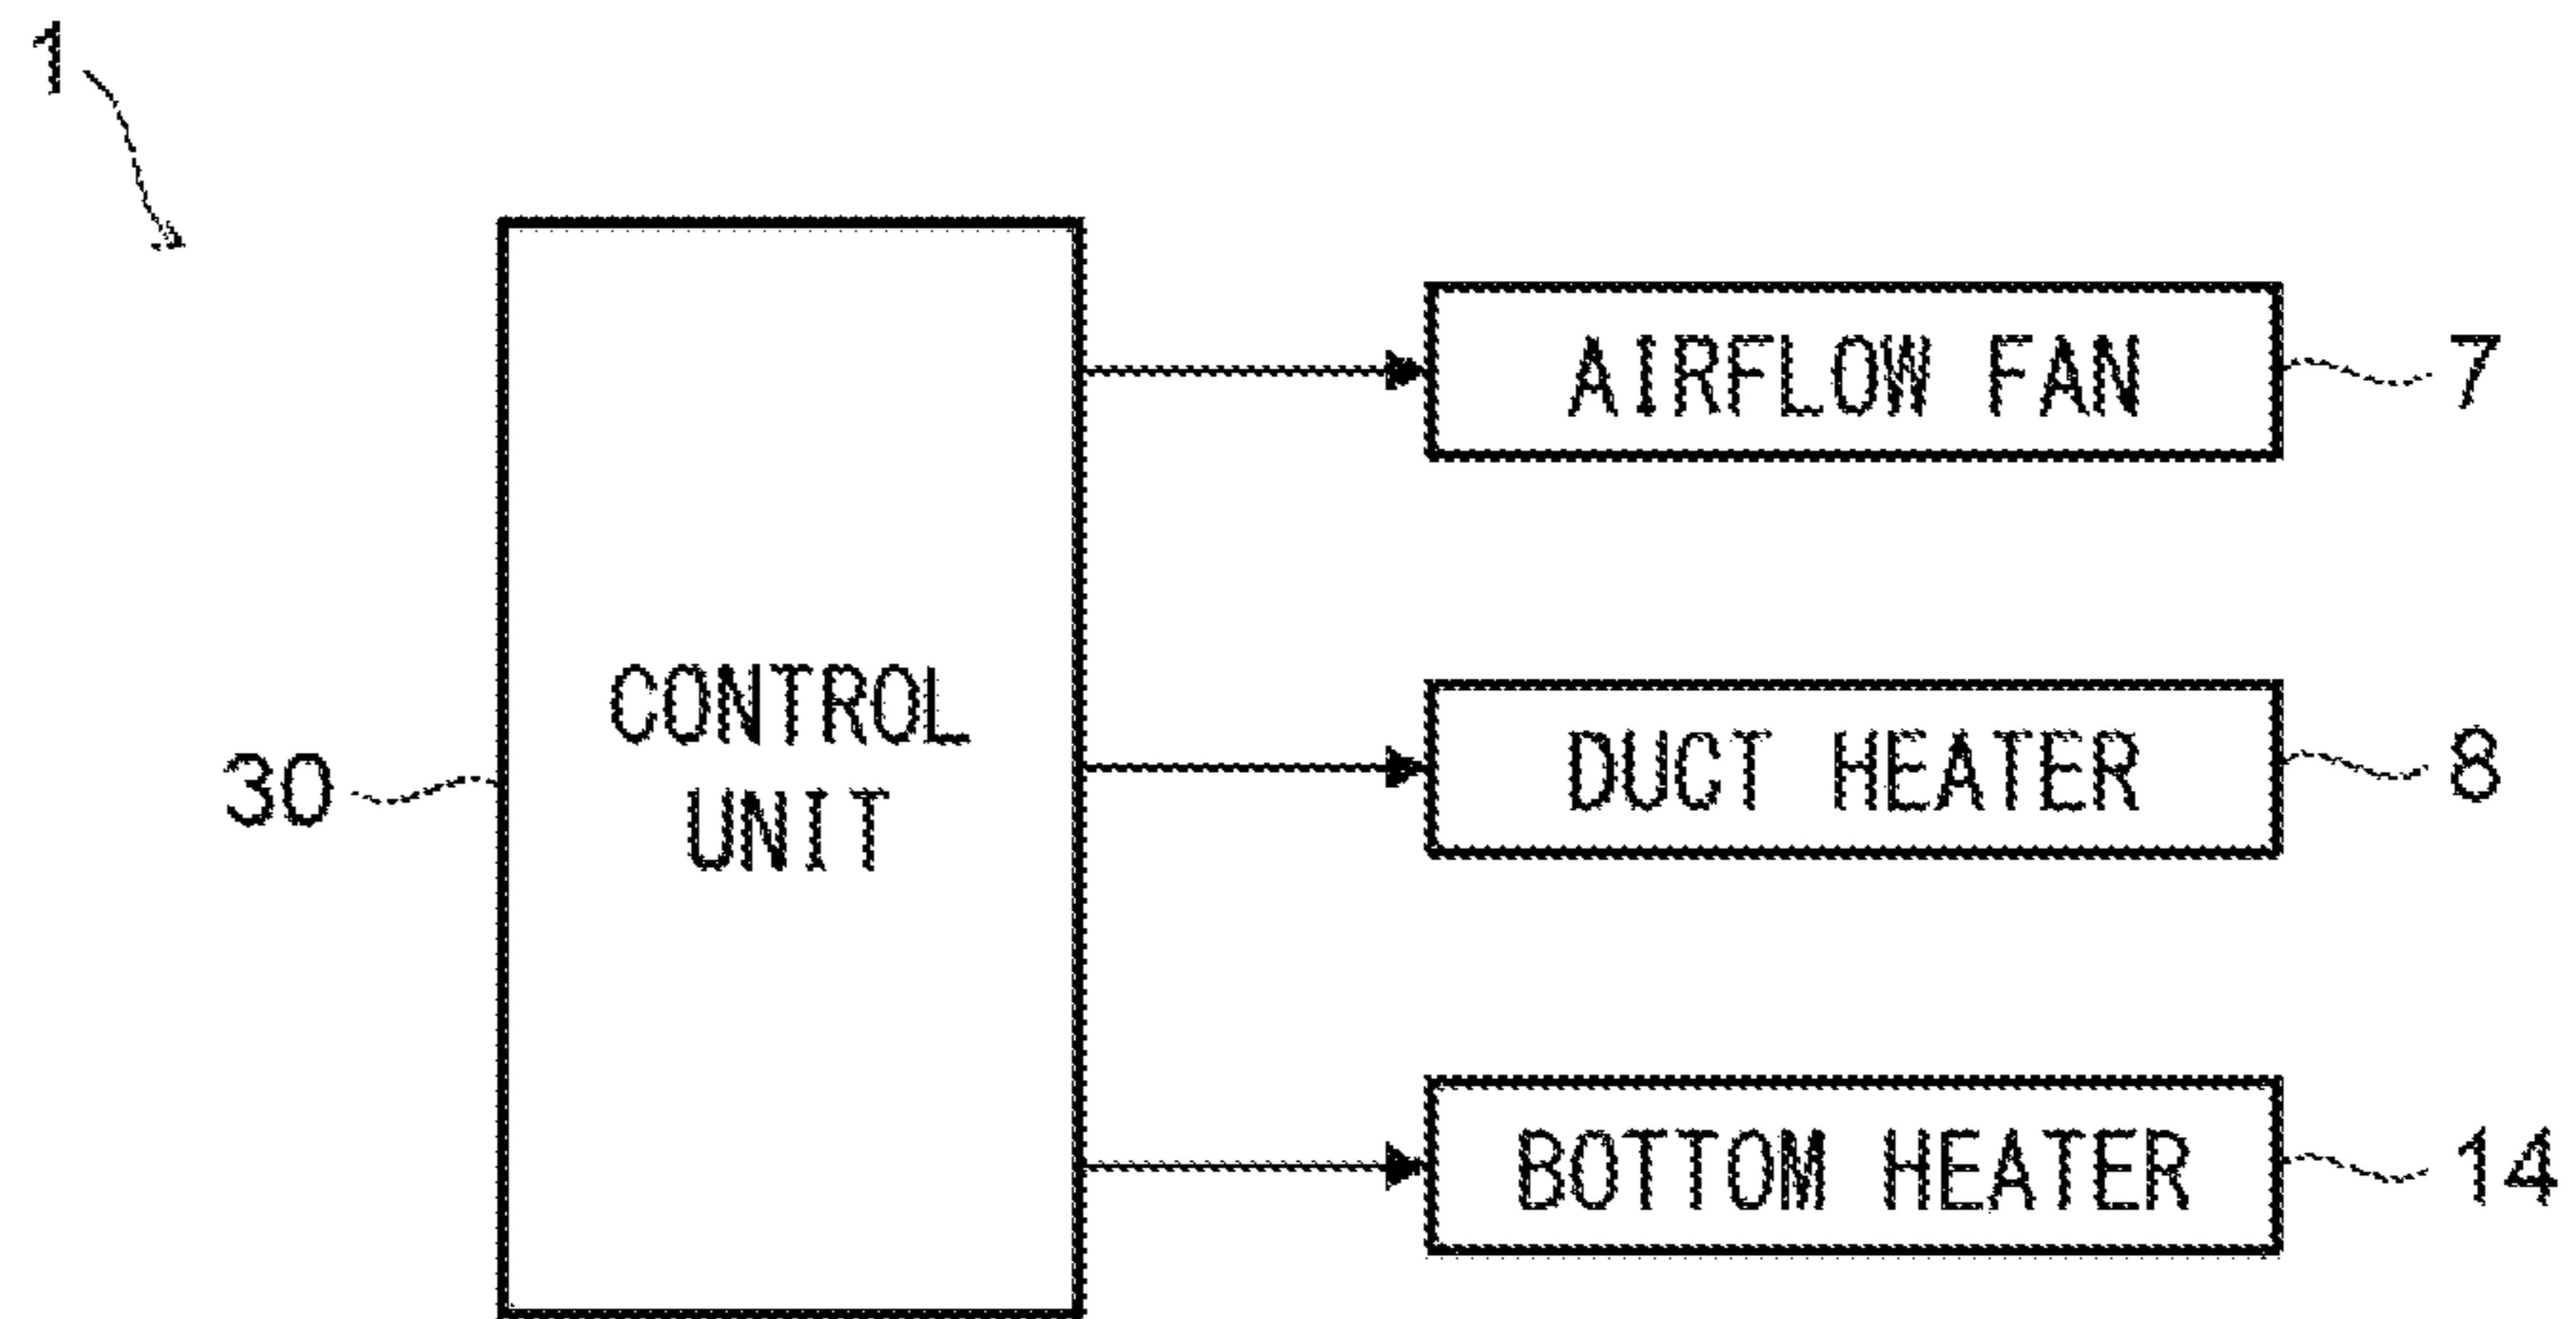 1
AIRFLOW FAN 7
CONTROL
UNIT
30
DUCT HEATER 8
BOTTOM HEATER 14